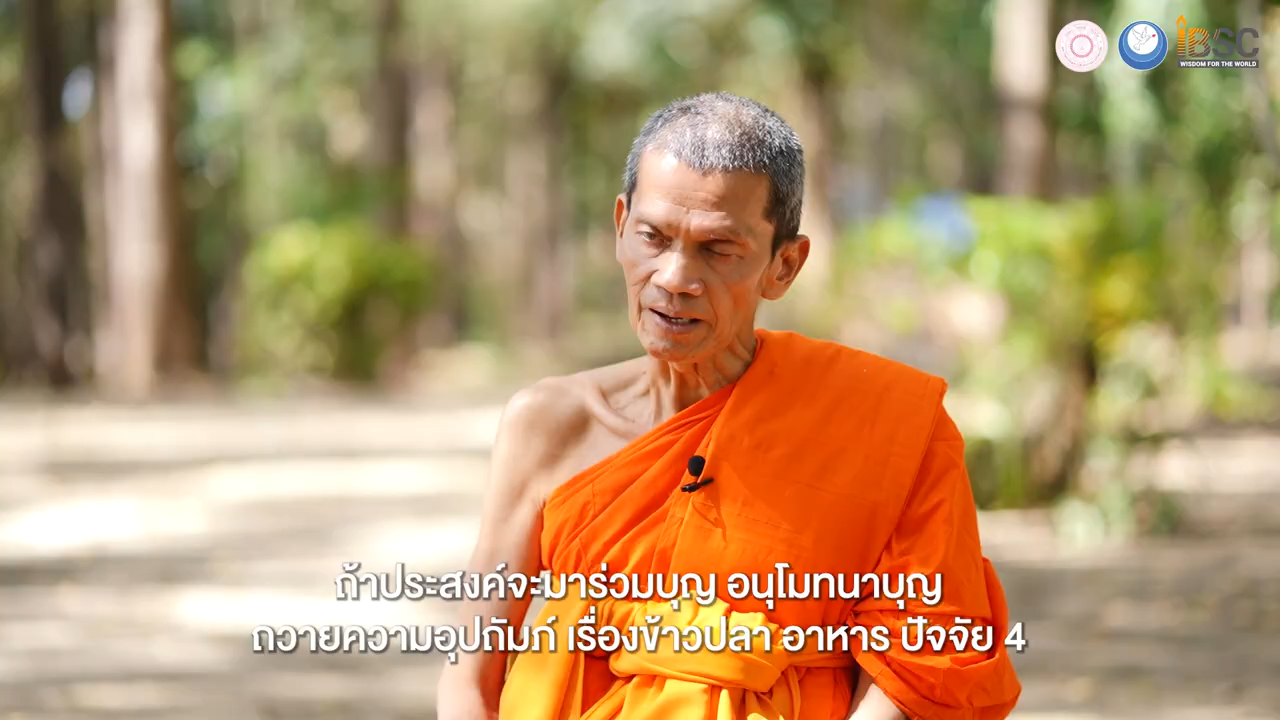 IBSC
WISDOM FOR THE WORLD
ถ้าประสงค์จะมาร่วมบุญ อนุโมทนาบุญ
ถวายความอุปถัมภ์ เรื่องข้าวปลา อาหาร ปัจจัย 4